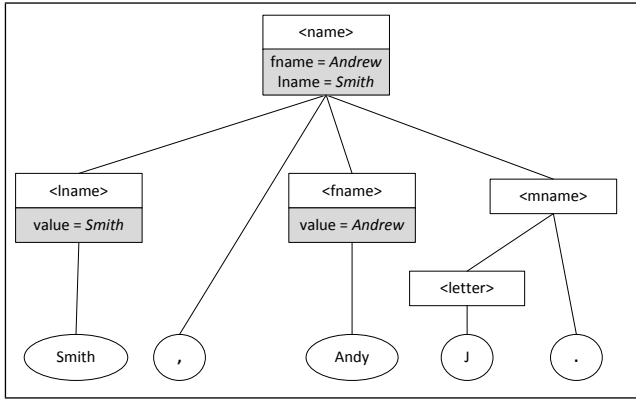 <name>
fname = Andrew
lname = Smith
<lname>
value = Smith
<fname>
value = Andrew
<mname>
<letter>
Smith
,
Andy
J
.